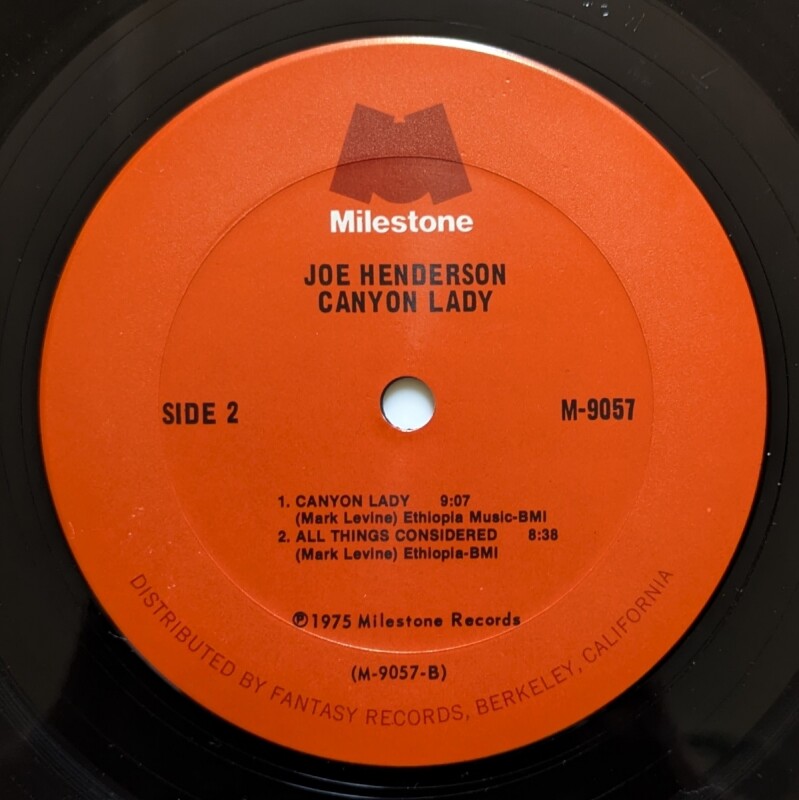 Milestone
JOE HENDERSON
CANYON LADY
SIDE 2
M-9057
1. CANYON LADY 9:07
(Mark Levine) Ethiopia Music-BMI
2. ALL THINGS CONSIDERED 8:38
(Mark Levine) Ethiopia-BMI
℗1975 Milestone Records
(M-9057-B)
DISTRIBUTED BY FANTASY RECORDS, BERKELEY, CALIFORNIA